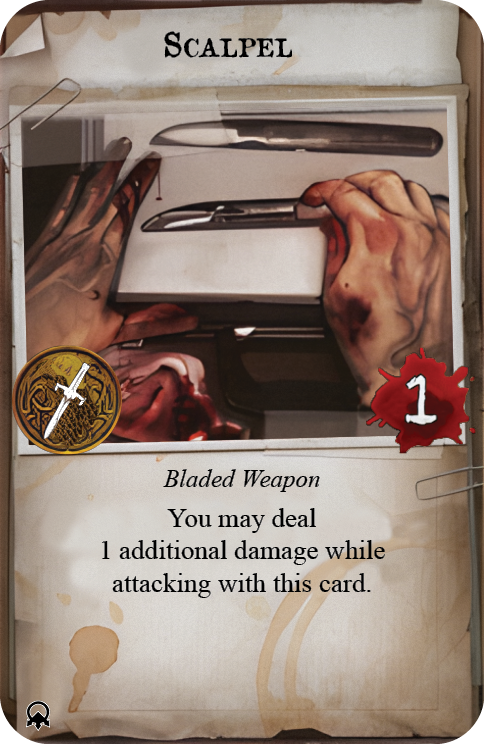 Scalpel
1
Bladed Weapon
You may deal
1 additional damage while
attacking with this card.